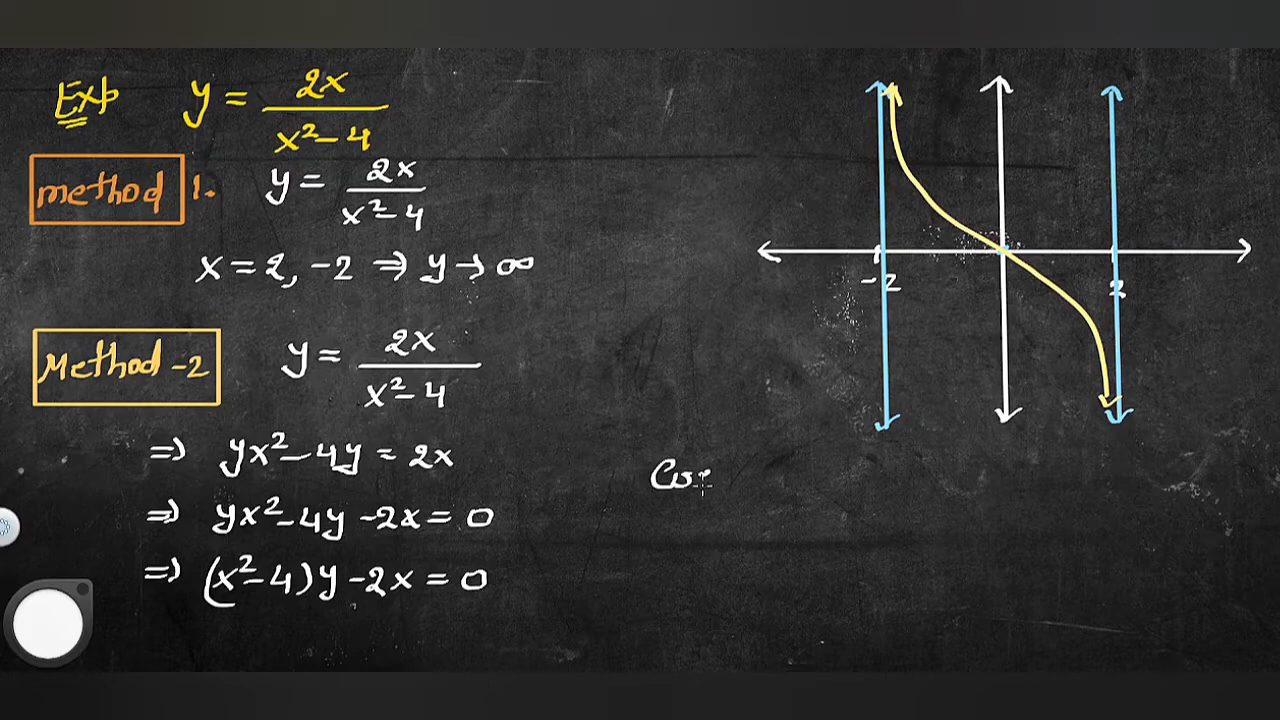 Exp y = 2x / x² - 4
method 1. y = 2x / x² - 4
x = 2, -2 ⇒ y → ∞
Method -2 y = 2x / x² - 4
⇒ yx² - 4y = 2x
⇒ yx² - 4y - 2x = 0
⇒ (x² - 4)y - 2x = 0
-2 2